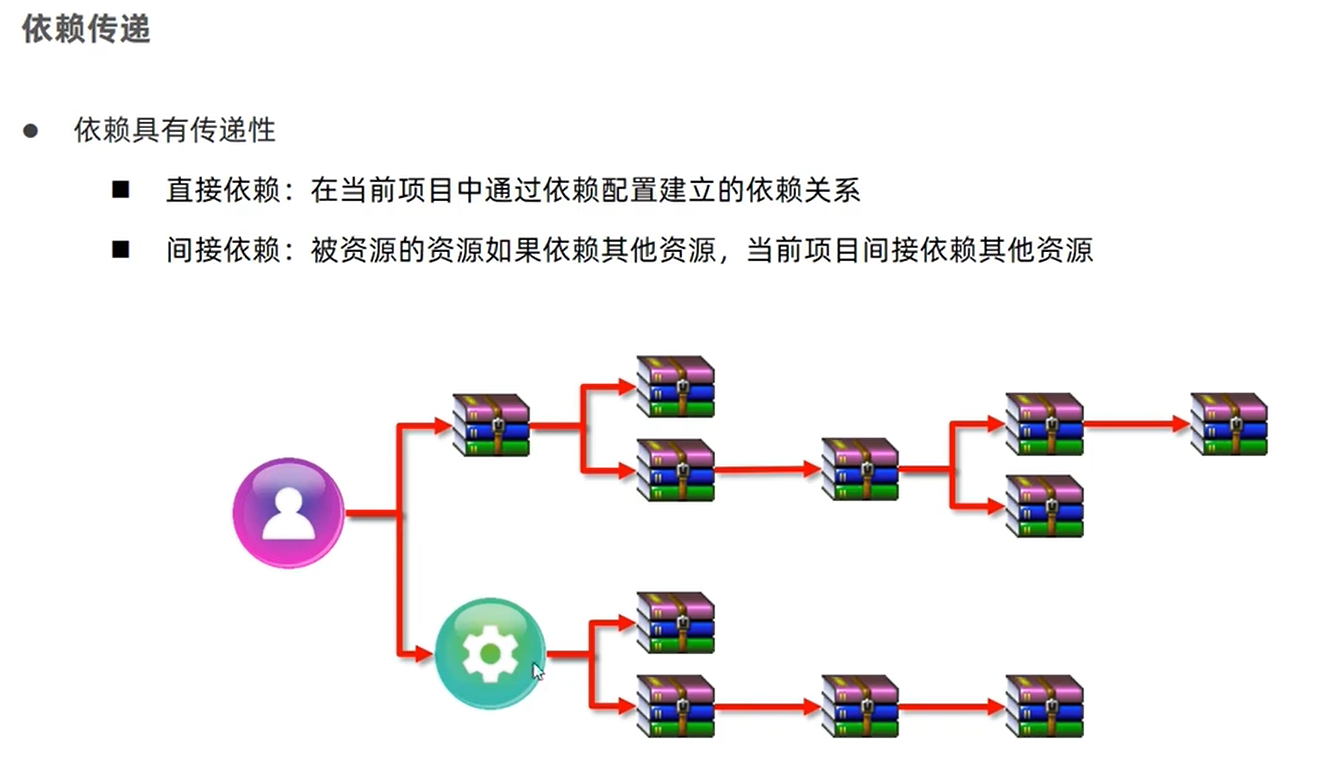 依赖传递
依赖具有传递性
直接依赖：在当前项目中通过依赖配置建立的依赖关系
间接依赖：被资源的资源如果依赖其他资源，当前项目间接依赖其他资源